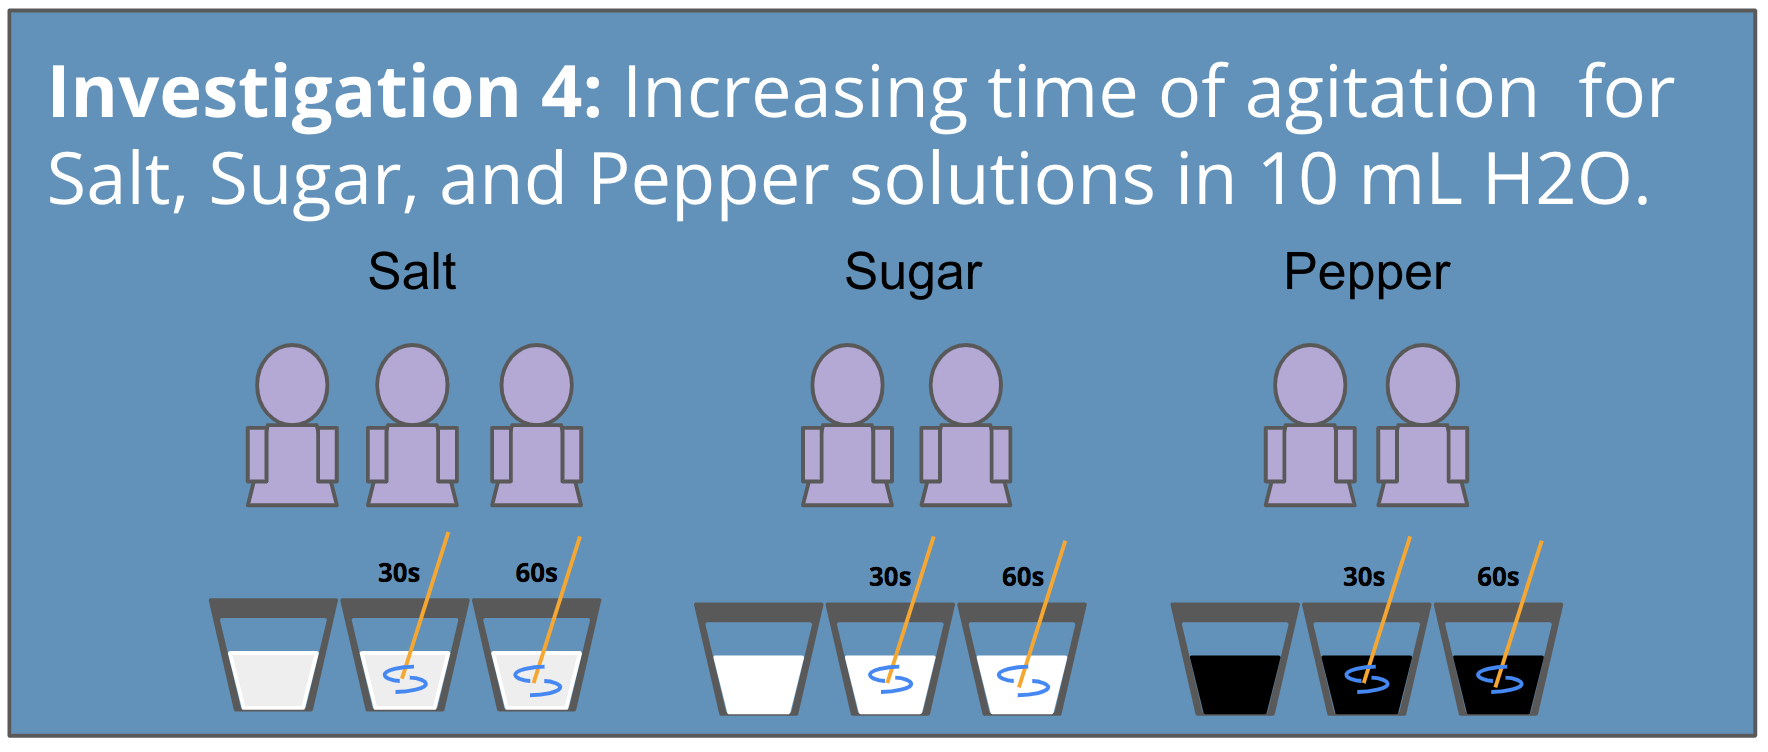 Investigation 4: Increasing time of agitation  for
Salt, Sugar, and Pepper solutions in 10 mL H2O.
Salt
Sugar
Pepper
30s
60s
30s
60s
30s
60s